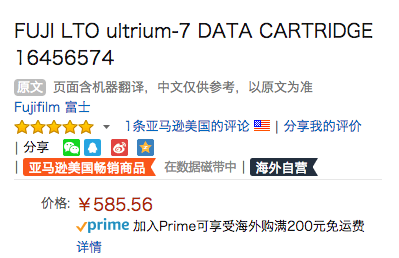 FUJI LTO ultrium-7 DATA CARTRIDGE
16456574
原文 页面含机器翻译，中文仅供参考，以原文为准
Fujifilm 富士
1条亚马逊美国的评论 | 分享我的评价
| 分享
| 亚马逊美国畅销商品 在数据磁带中 | 海外自营
价格: ￥585.56
prime 加入Prime可享受海外购满200元免运费
详情